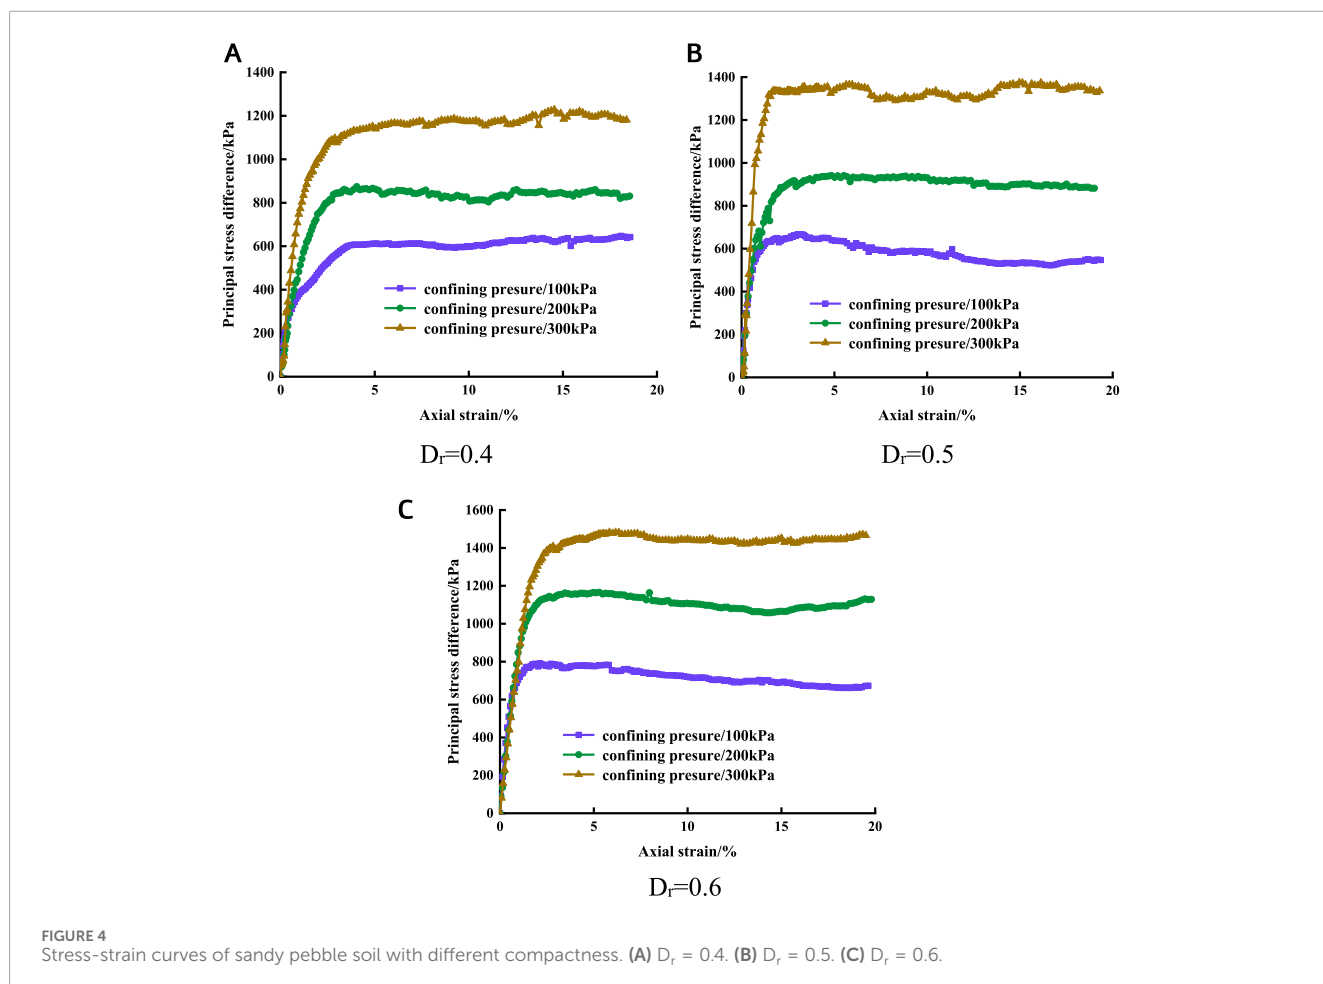 A
1400
1200
1000
800
600
400
200
0
0 5 10 15 20
Principal stress difference/kPa
confining presure/100kPa
confining presure/200kPa
confining presure/300kPa
Axial strain/%
Dr=0.4
B
1400
1200
1000
800
600
400
200
0
0 5 10 15 20
Principal stress difference/kPa
confining presure/100kPa
confining presure/200kPa
confining presure/300kPa
Axial strain/%
Dr=0.5
C
1600
1400
1200
1000
800
600
400
200
0
0 5 10 15 20
Principal stress difference/kPa
confining presure/100kPa
confining presure/200kPa
confining presure/300kPa
Axial strain/%
Dr=0.6
FIGURE 4
Stress-strain curves of sandy pebble soil with different compactness. (A) Dr = 0.4. (B) Dr = 0.5. (C) Dr = 0.6.